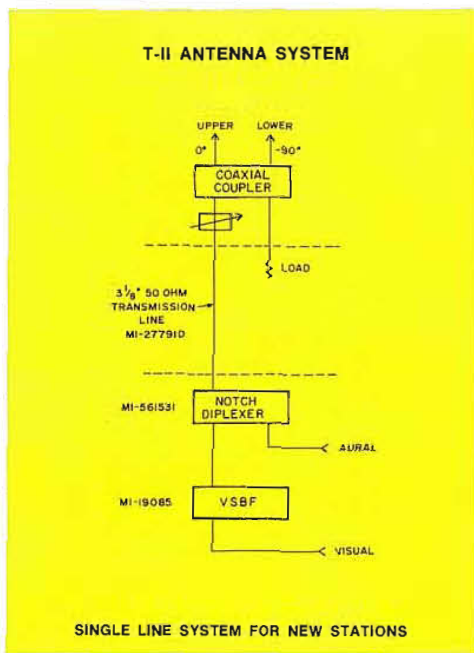 T-II ANTENNA SYSTEM
UPPER LOWER
0° -90°
COAXIAL
COUPLER
LOAD
3 1/8" 50 OHM
TRANSMISSION
LINE
MI-27791D
MI-561531
NOTCH
DIPLEXER
AURAL
MI-19085
VSBF
VISUAL
SINGLE LINE SYSTEM FOR NEW STATIONS